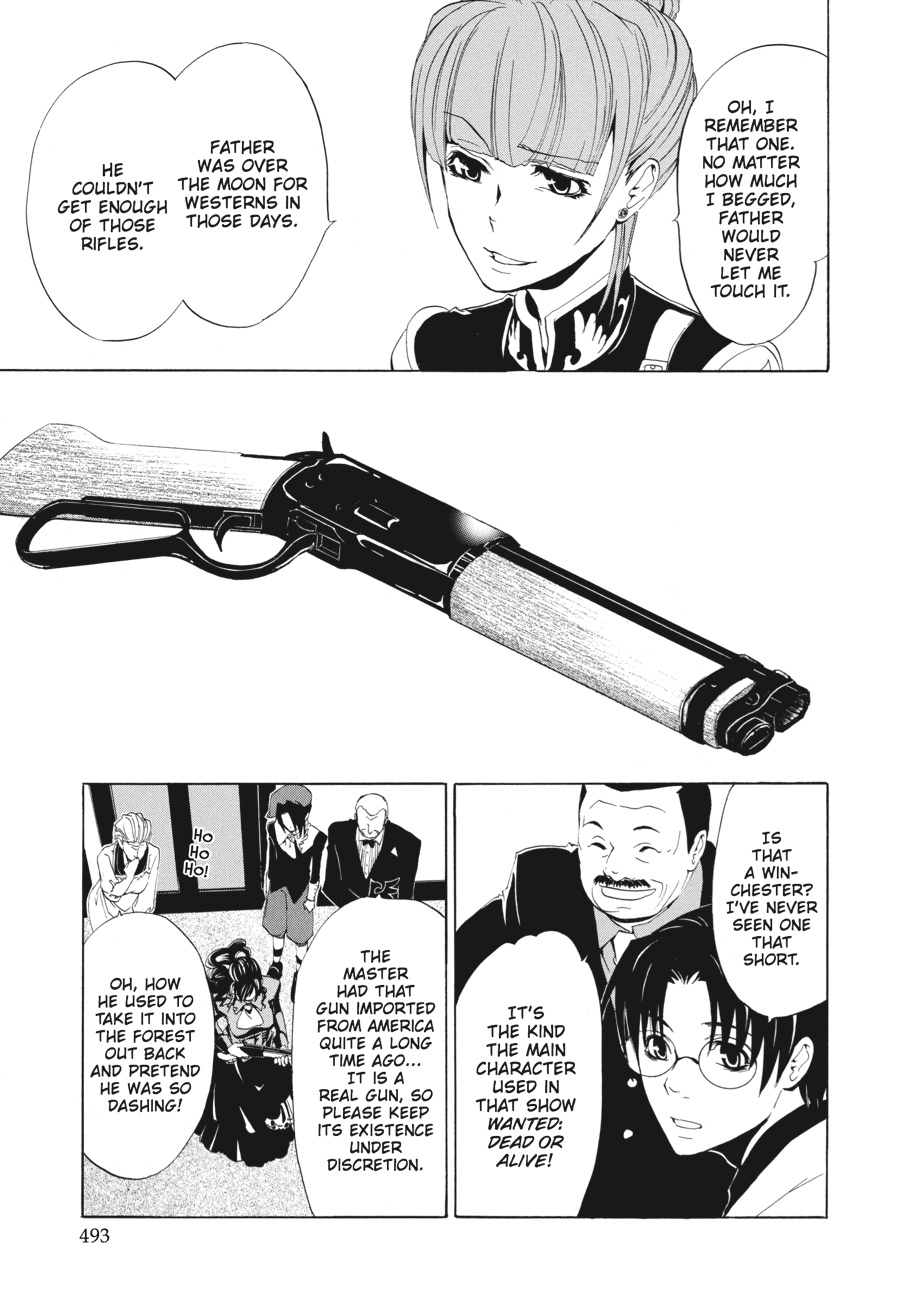 OH, I
REMEMBER
THAT ONE.
NO MATTER
HOW MUCH
I BEGGED,
FATHER
WOULD
NEVER
LET ME
TOUCH IT.
FATHER
WAS OVER
THE MOON FOR
WESTERNS IN
THOSE DAYS.
HE
COULDN'T
GET ENOUGH
OF THOSE
RIFLES.
IS
THAT
A WIN-
CHESTER?
I'VE NEVER
SEEN ONE
THAT
SHORT.
IT'S
THE KIND
THE MAIN
CHARACTER
USED IN
THAT SHOW
WANTED:
DEAD OR
ALIVE!
THE
MASTER
HAD THAT
GUN IMPORTED
FROM AMERICA
QUITE A LONG
TIME AGO...
IT IS A
REAL GUN, SO
PLEASE KEEP
ITS EXISTENCE
UNDER
DISCRETION.
HO
HO
HO!
OH, HOW
HE USED TO
TAKE IT INTO
THE FOREST
OUT BACK
AND PRETEND
HE WAS SO
DASHING!
493